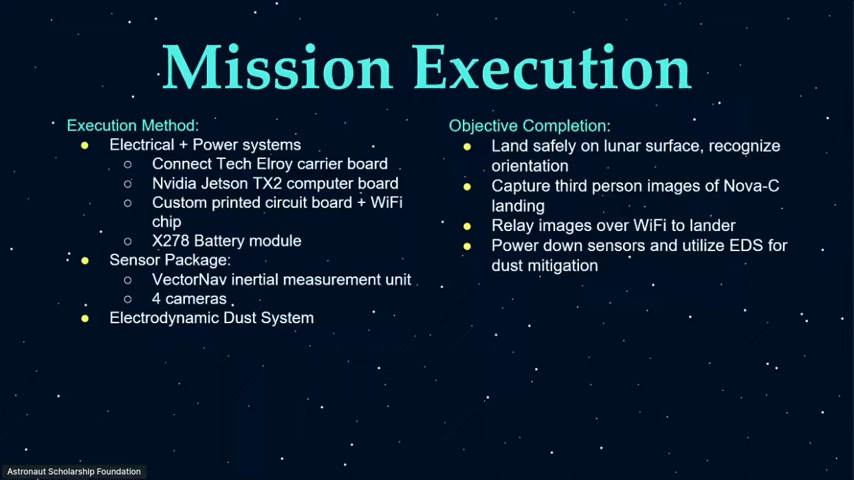 Mission Execution
Execution Method:
Electrical + Power systems
Connect Tech Elroy carrier board
Nvidia Jetson TX2 computer board
Custom printed circuit board + WiFi
chip
X278 Battery module
Sensor Package:
VectorNav inertial measurement unit
4 cameras
Electrodynamic Dust System
Objective Completion:
Land safely on lunar surface, recognize
orientation
Capture third person images of Nova-C
landing
Relay images over WiFi to lander
Power down sensors and utilize EDS for
dust mitigation
Astronaut Scholarship Foundation